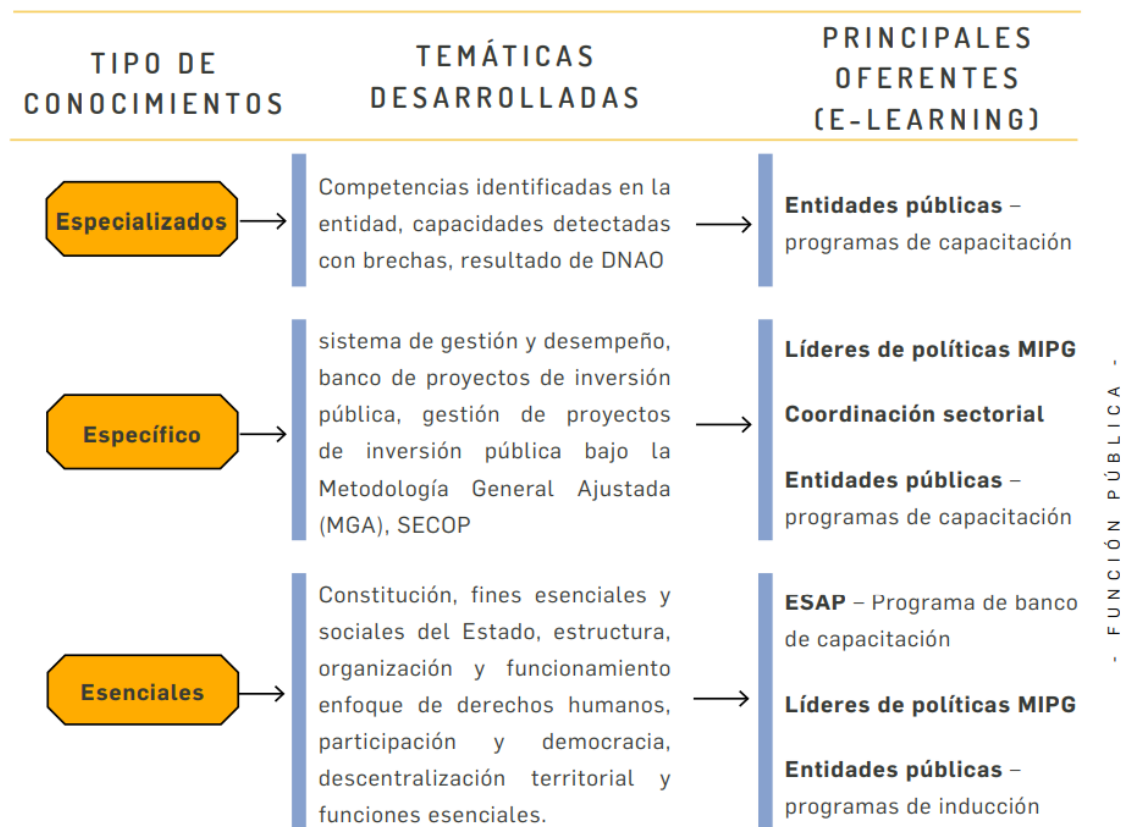 TIPO DE
CONOCIMIENTOS
TEMÁTICAS
DESARROLLADAS
PRINCIPALES
OFERENTES
(E-LEARNING)
Especializados
Competencias identificadas en la
entidad, capacidades detectadas
con brechas, resultado de DNAO
Entidades públicas –
programas de capacitación
Específico
sistema de gestión y desempeño,
banco de proyectos de inversión
pública, gestión de proyectos
de inversión pública bajo la
Metodología General Ajustada
(MGA), SECOP
Líderes de políticas MIPG
Coordinación sectorial
Entidades públicas –
programas de capacitación
Esenciales
Constitución, fines esenciales y
sociales del Estado, estructura,
organización y funcionamiento
enfoque de derechos humanos,
participación y democracia,
descentralización territorial y
funciones esenciales.
ESAP – Programa de banco
de capacitación
Líderes de políticas MIPG
Entidades públicas –
programas de inducción
- FUNCIÓN PÚBLICA -